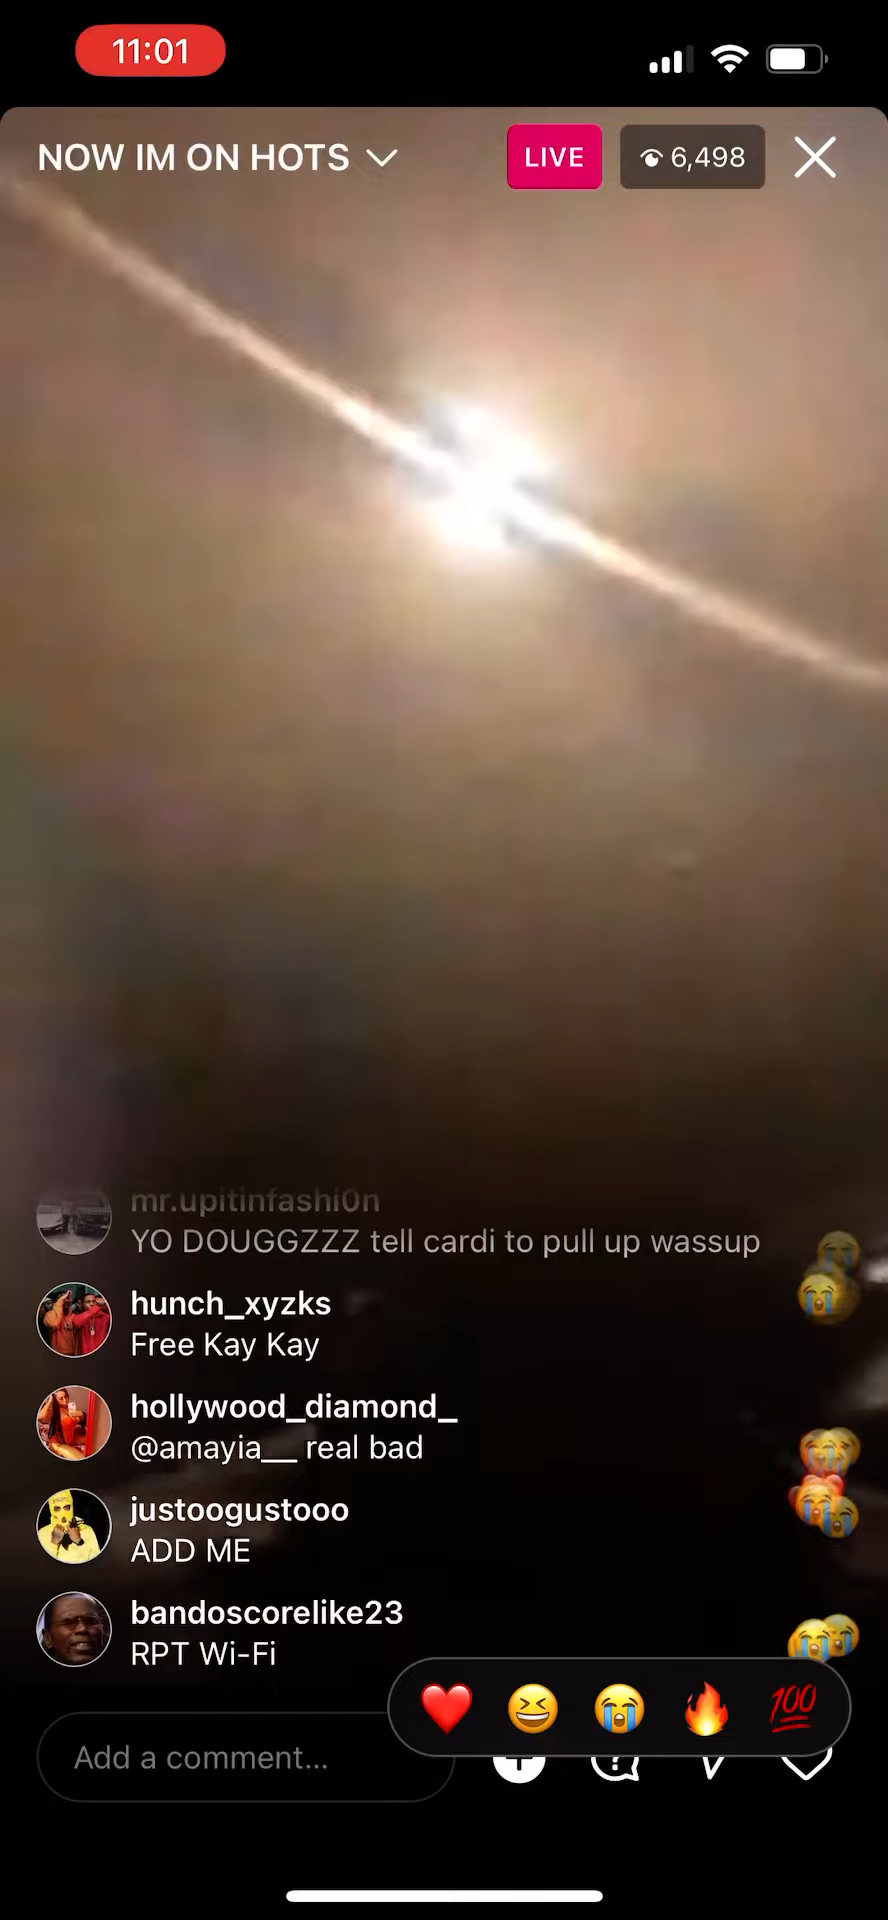 11:01
NOW IM ON HOTS
LIVE
6,498
mr.upitinfashi0n
YO DOUGGZZZ tell cardi to pull up wassup
hunch_xyzks
Free Kay Kay
hollywood_diamond_
@amayia__ real bad
justoogustooo
ADD ME
bandoscorelike23
RPT Wi-Fi
100
Add a comment...